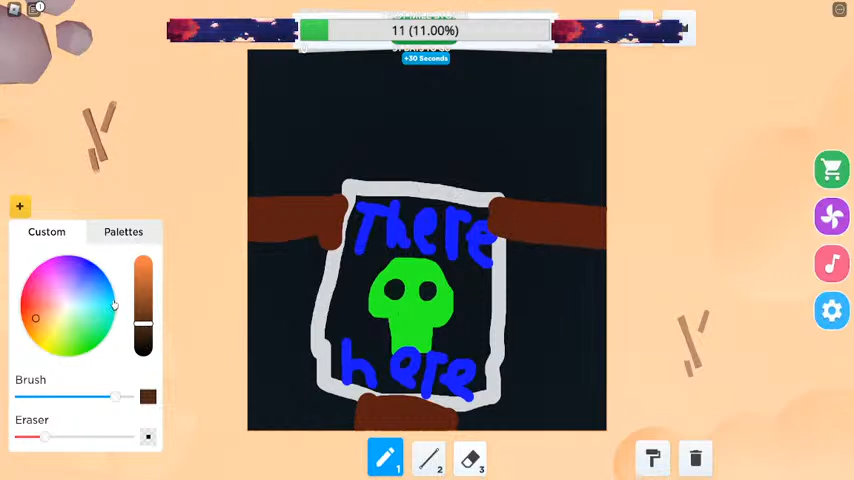 11 (11.00%)
+30 Seconds
Custom
Palettes
Brush
Eraser
There
here
1
2
3